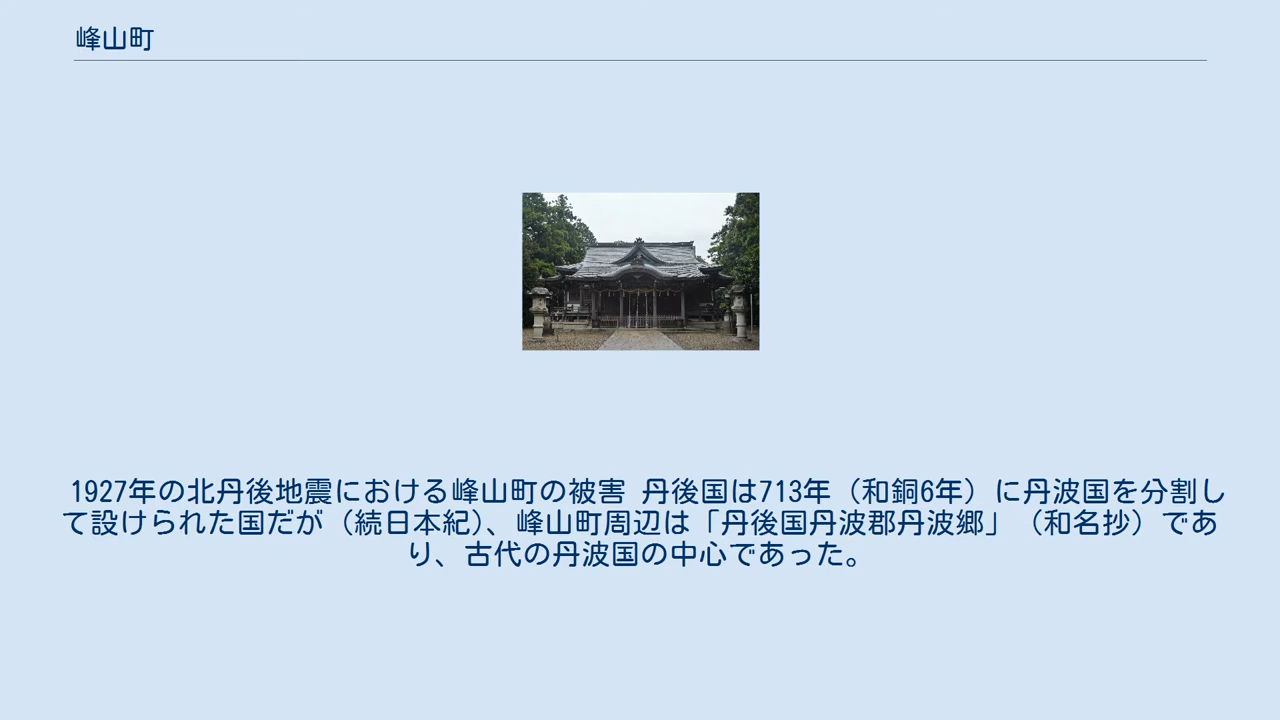 峰山町
1927年の北丹後地震における峰山町の被害 丹後国は713年（和銅6年）に丹波国を分割し
て設けられた国だが（続日本紀）、峰山町周辺は「丹後国丹波郡丹波郷」（和名抄）であ
り、古代の丹波国の中心であった。